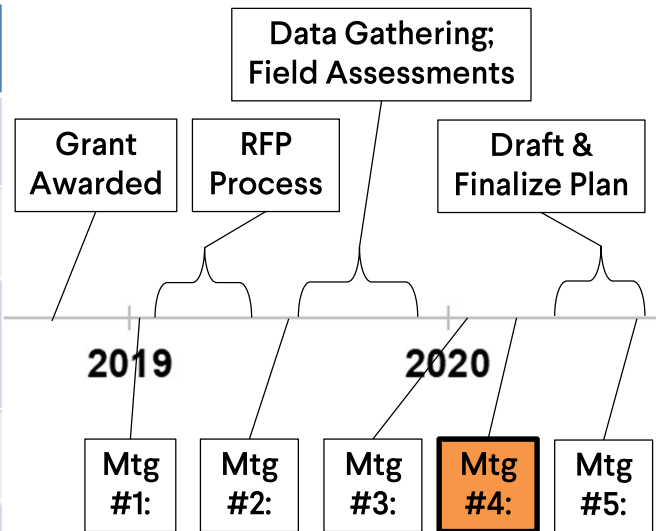 Data Gathering;
Field Assessments
Grant
Awarded
RFP
Process
Draft &
Finalize Plan
2019
2020
Mtg
#1:
Mtg
#2:
Mtg
#3:
Mtg
#4:
Mtg
#5: